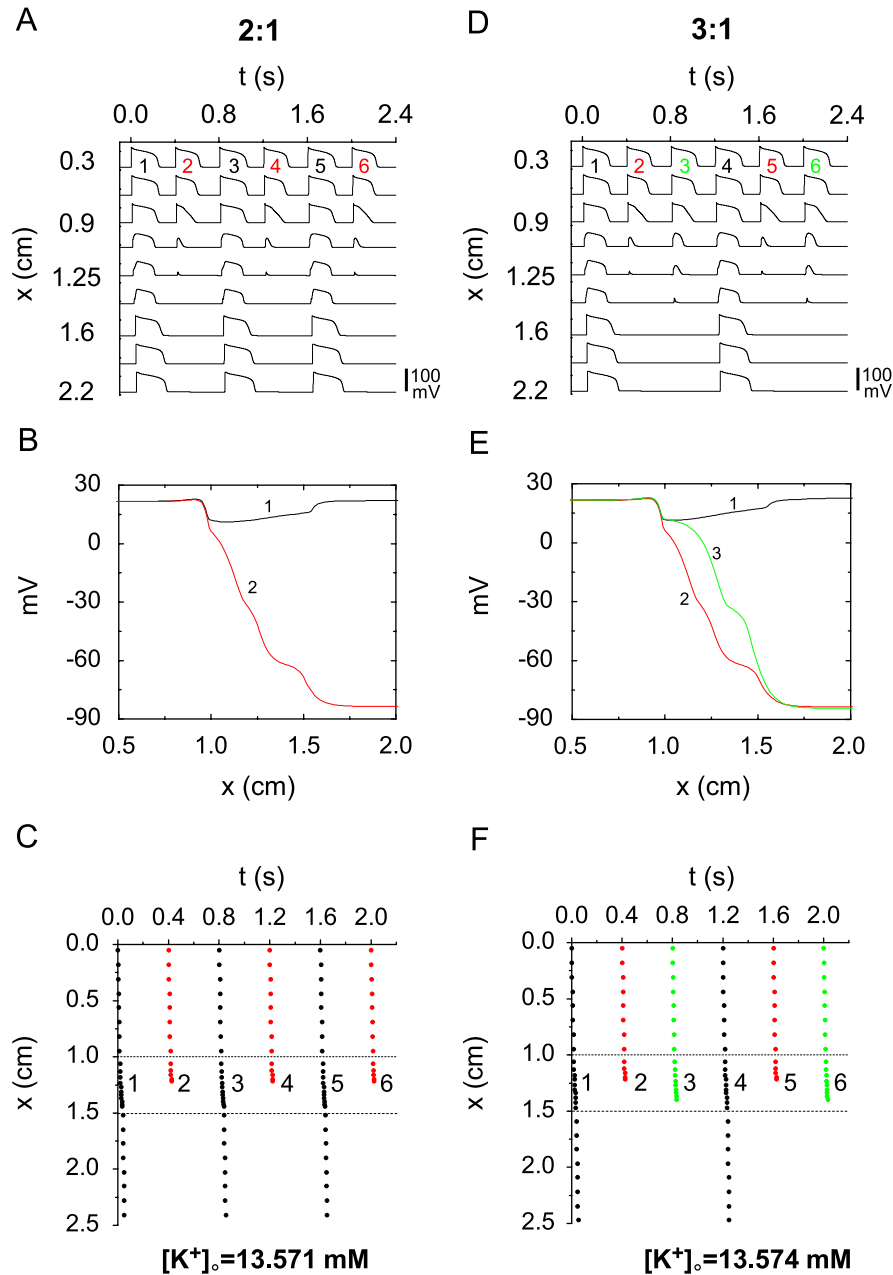 A
2:1
t (s)
0.0 0.8 1.6 2.4
0.3
0.9
1.25
1.6
2.2
x (cm)
1 2 3 4 5 6
100
mV
D
3:1
t (s)
0.0 0.8 1.6 2.4
0.3
0.9
1.25
1.6
2.2
x (cm)
1 2 3 4 5 6
100
mV
B
30
0
-30
-60
-90
mV
1
2
0.5 1.0 1.5 2.0
x (cm)
E
30
0
-30
-60
-90
mV
1
3
2
0.5 1.0 1.5 2.0
x (cm)
C
t (s)
0.0 0.4 0.8 1.2 1.6 2.0
0.0
0.5
1.0
1.5
2.0
2.5
x (cm)
1 2 3 4 5 6
[K⁺]ₒ=13.571 mM
F
t (s)
0.0 0.4 0.8 1.2 1.6 2.0
0.0
0.5
1.0
1.5
2.0
2.5
x (cm)
1 2 3 4 5 6
[K⁺]ₒ=13.574 mM